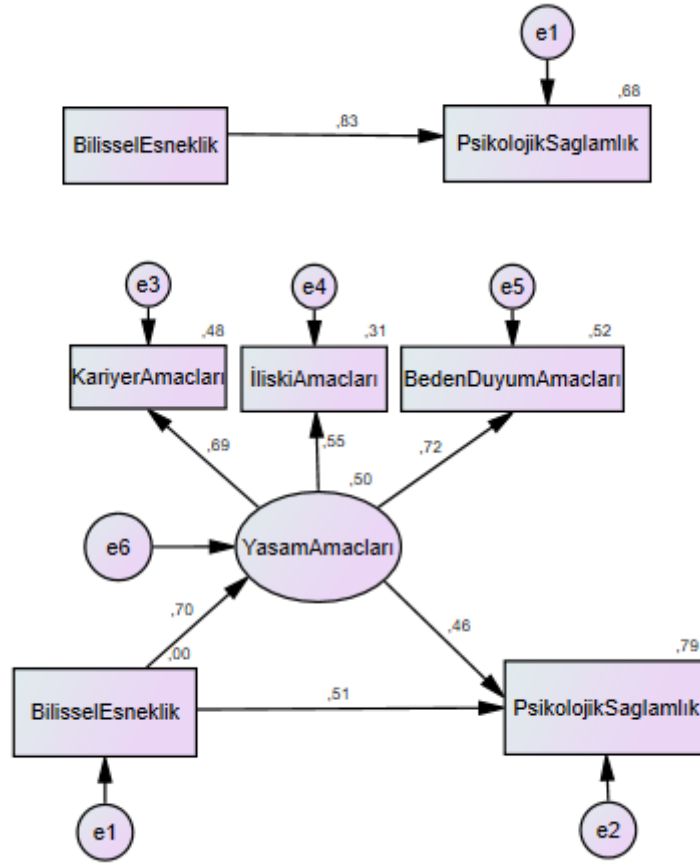 e1
,68
BilisselEsneklik
,83
PsikolojikSaglamlık
e3
e4
e5
,48
,31
,52
KariyerAmacları
İliskiAmacları
BedenDuyumAmacları
,69
,55
,72
,50
e6
YasamAmacları
,70
,46
,00
,79
BilisselEsneklik
,51
PsikolojikSaglamlık
e1
e2